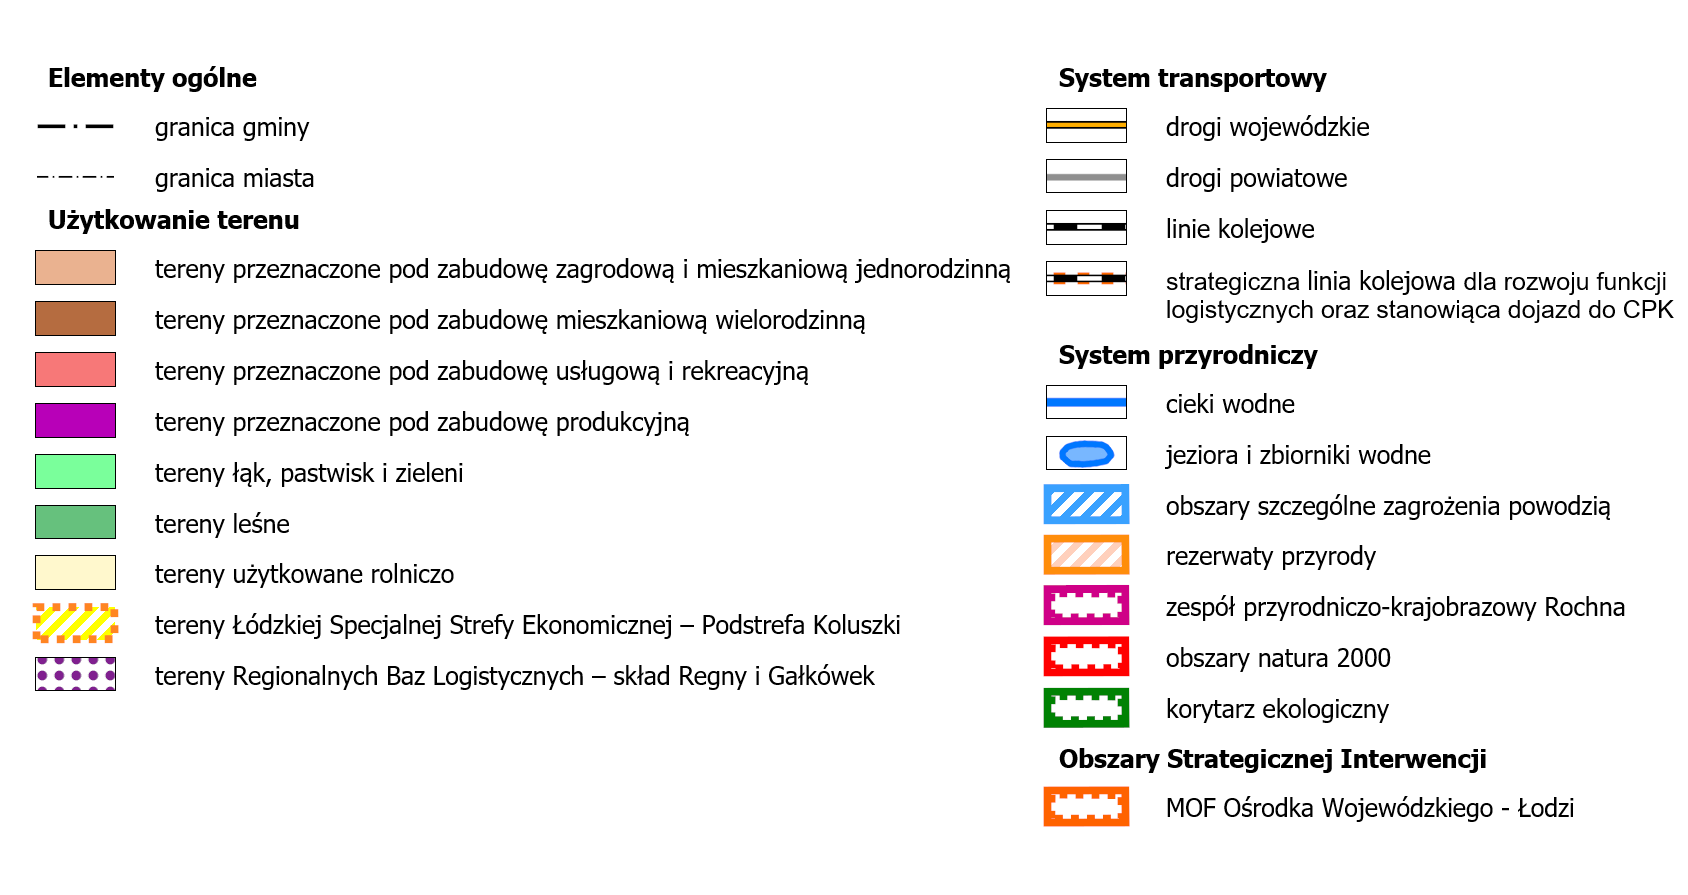 Elementy ogólne
granica gminy
granica miasta
Użytkowanie terenu
tereny przeznaczone pod zabudowę zagrodową i mieszkaniową jednorodzinną
tereny przeznaczone pod zabudowę mieszkaniową wielorodzinną
tereny przeznaczone pod zabudowę usługową i rekreacyjną
tereny przeznaczone pod zabudowę produkcyjną
tereny łąk, pastwisk i zieleni
tereny leśne
tereny użytkowane rolniczo
tereny Łódzkiej Specjalnej Strefy Ekonomicznej – Podstrefa Koluszki
tereny Regionalnych Baz Logistycznych – skład Regny i Gałkówek
System transportowy
drogi wojewódzkie
drogi powiatowe
linie kolejowe
strategiczna linia kolejowa dla rozwoju funkcji
logistycznych oraz stanowiąca dojazd do CPK
System przyrodniczy
cieki wodne
jeziora i zbiorniki wodne
obszary szczególne zagrożenia powodzią
rezerwaty przyrody
zespół przyrodniczo-krajobrazowy Rochna
obszary natura 2000
korytarz ekologiczny
Obszary Strategicznej Interwencji
MOF Ośrodka Wojewódzkiego - Łodzi